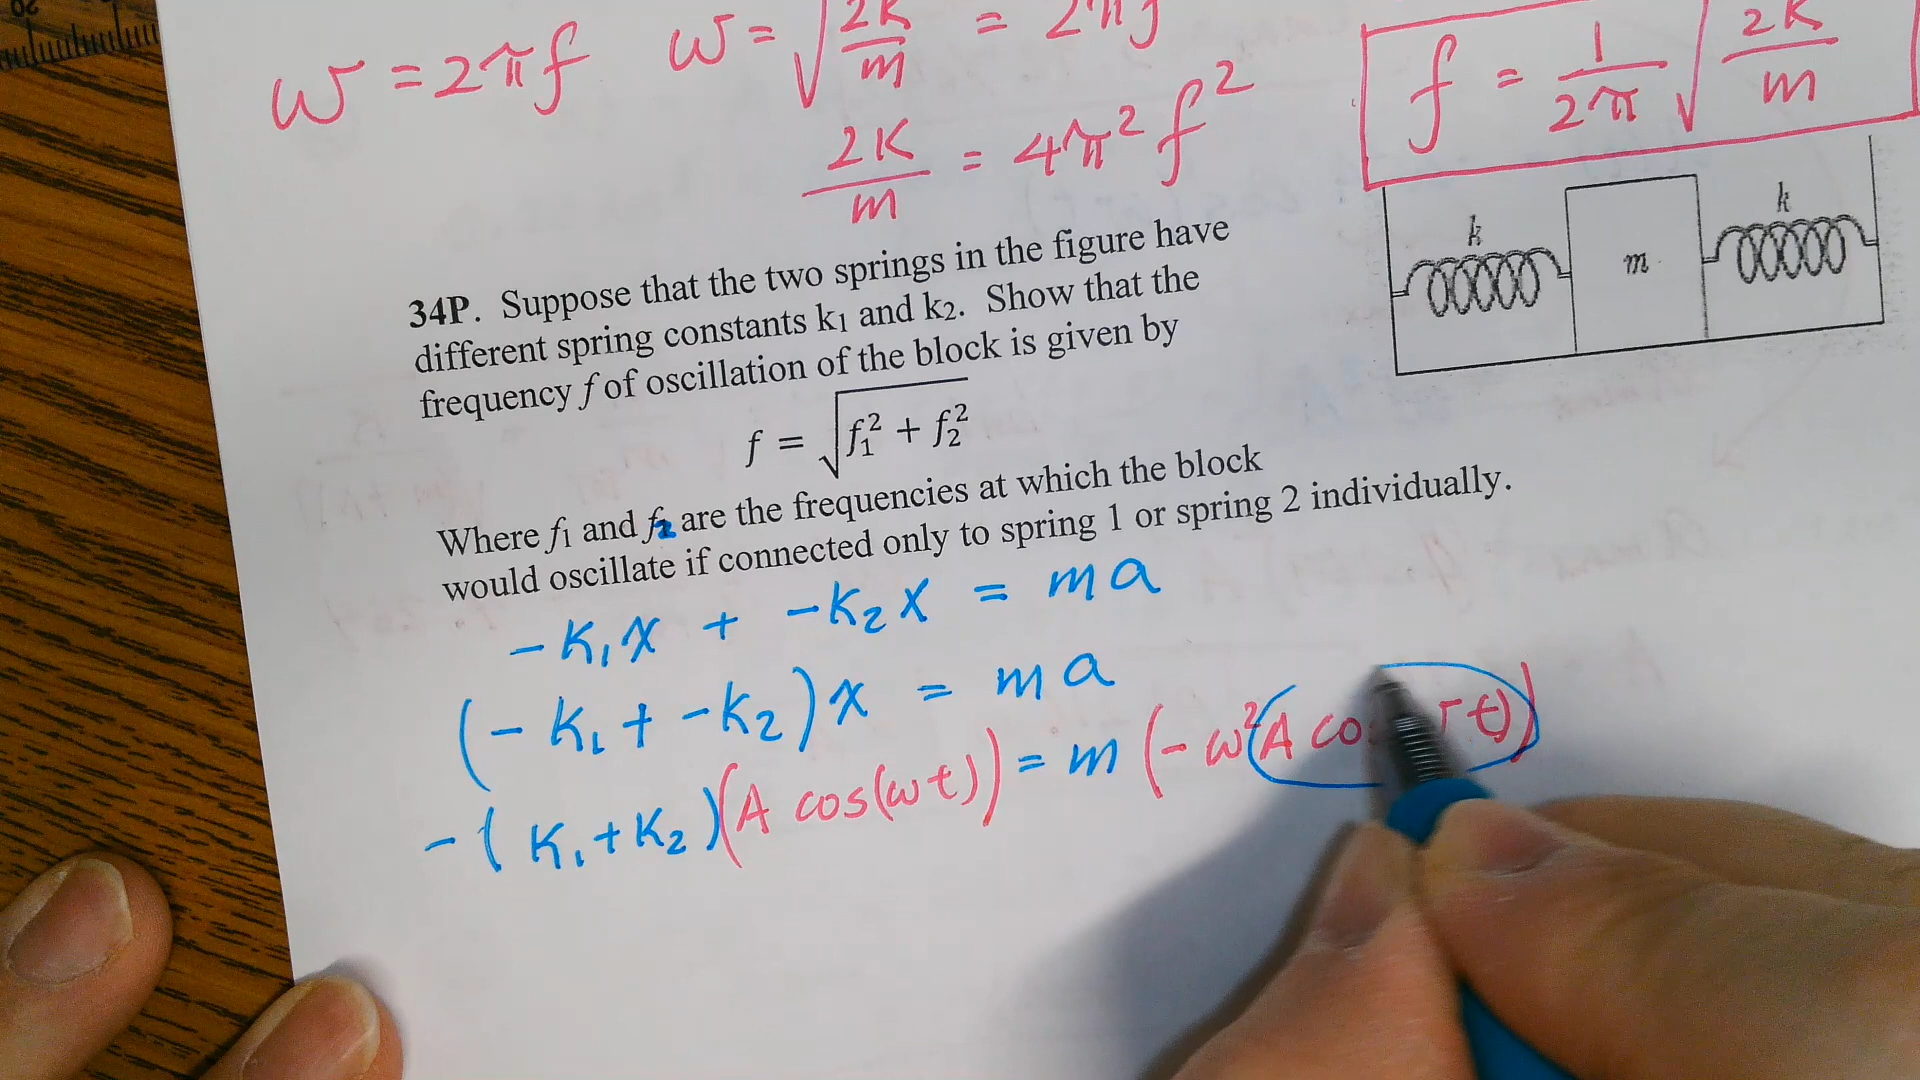 ω = 2πf   ω = √(2K/m) = 2πf
2K/m = 4π² f²
f = 1/2π √(2K/m)
k
k
m
34P. Suppose that the two springs in the figure have
different spring constants k1 and k2. Show that the
frequency f of oscillation of the block is given by
f = √(f₁² + f₂²)
Where f1 and f2 are the frequencies at which the block
would oscillate if connected only to spring 1 or spring 2 individually.
-K₁x + -K₂x = ma
(-K₁ + -K₂)x = ma
-(K₁+K₂)(A cos(ωt)) = m(-ω²(A co t))